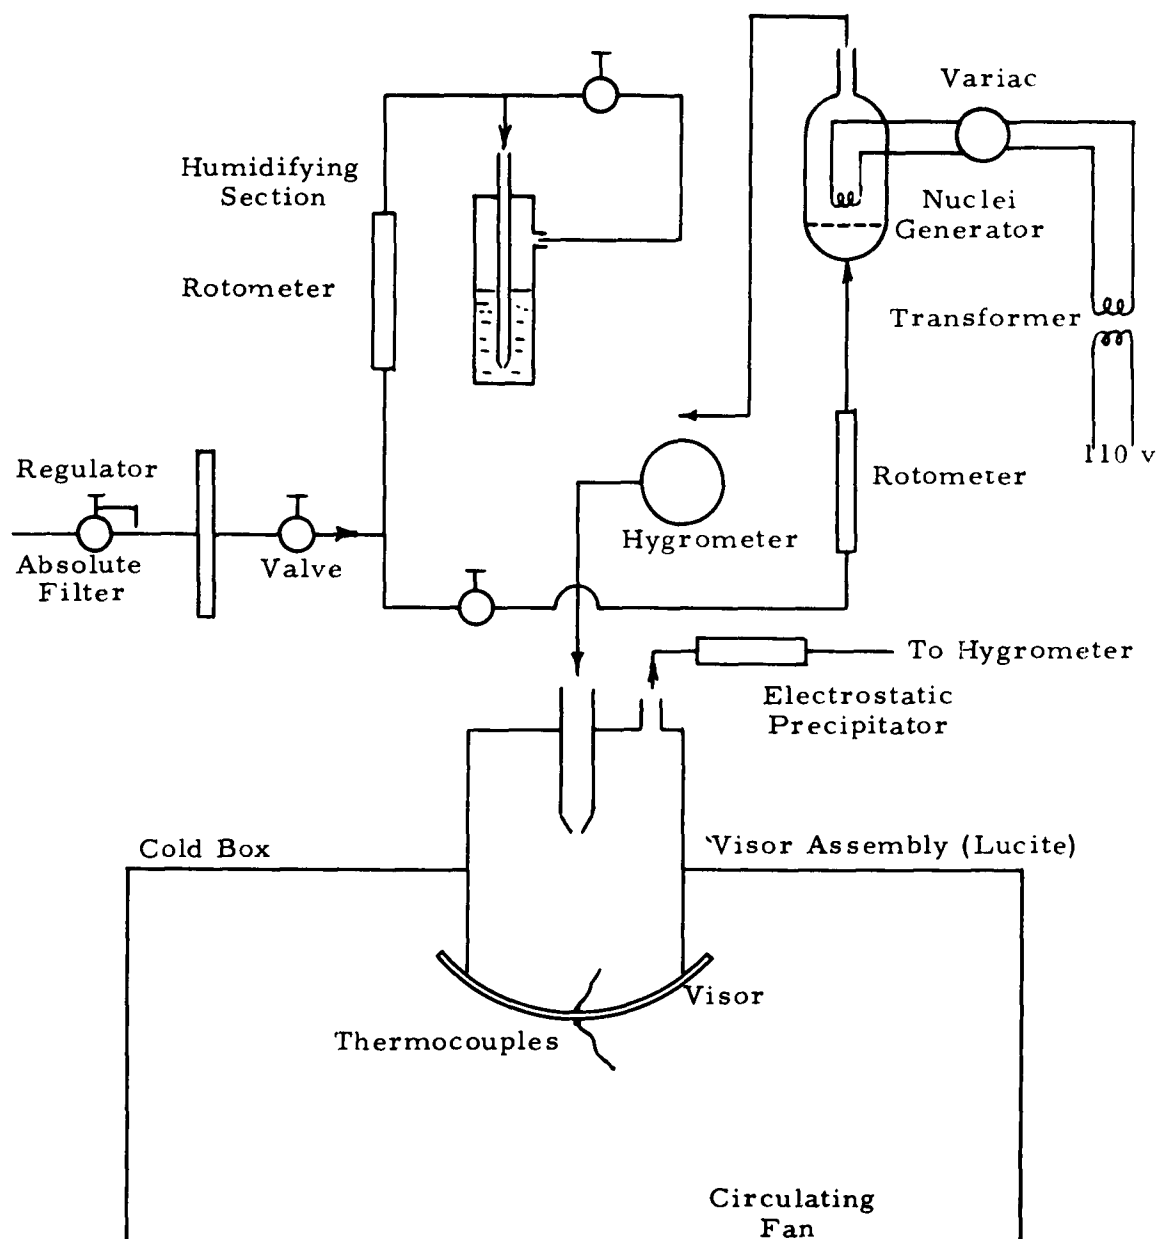 Variac
Humidifying
Section
Nuclei
Generator
Rotometer
Transformer
110 v
Regulator
Rotometer
Absolute
Filter
Valve
Hygrometer
To Hygrometer
Electrostatic
Precipitator
Cold Box
Visor Assembly (Lucite)
Visor
Thermocouples
Circulating
Fan